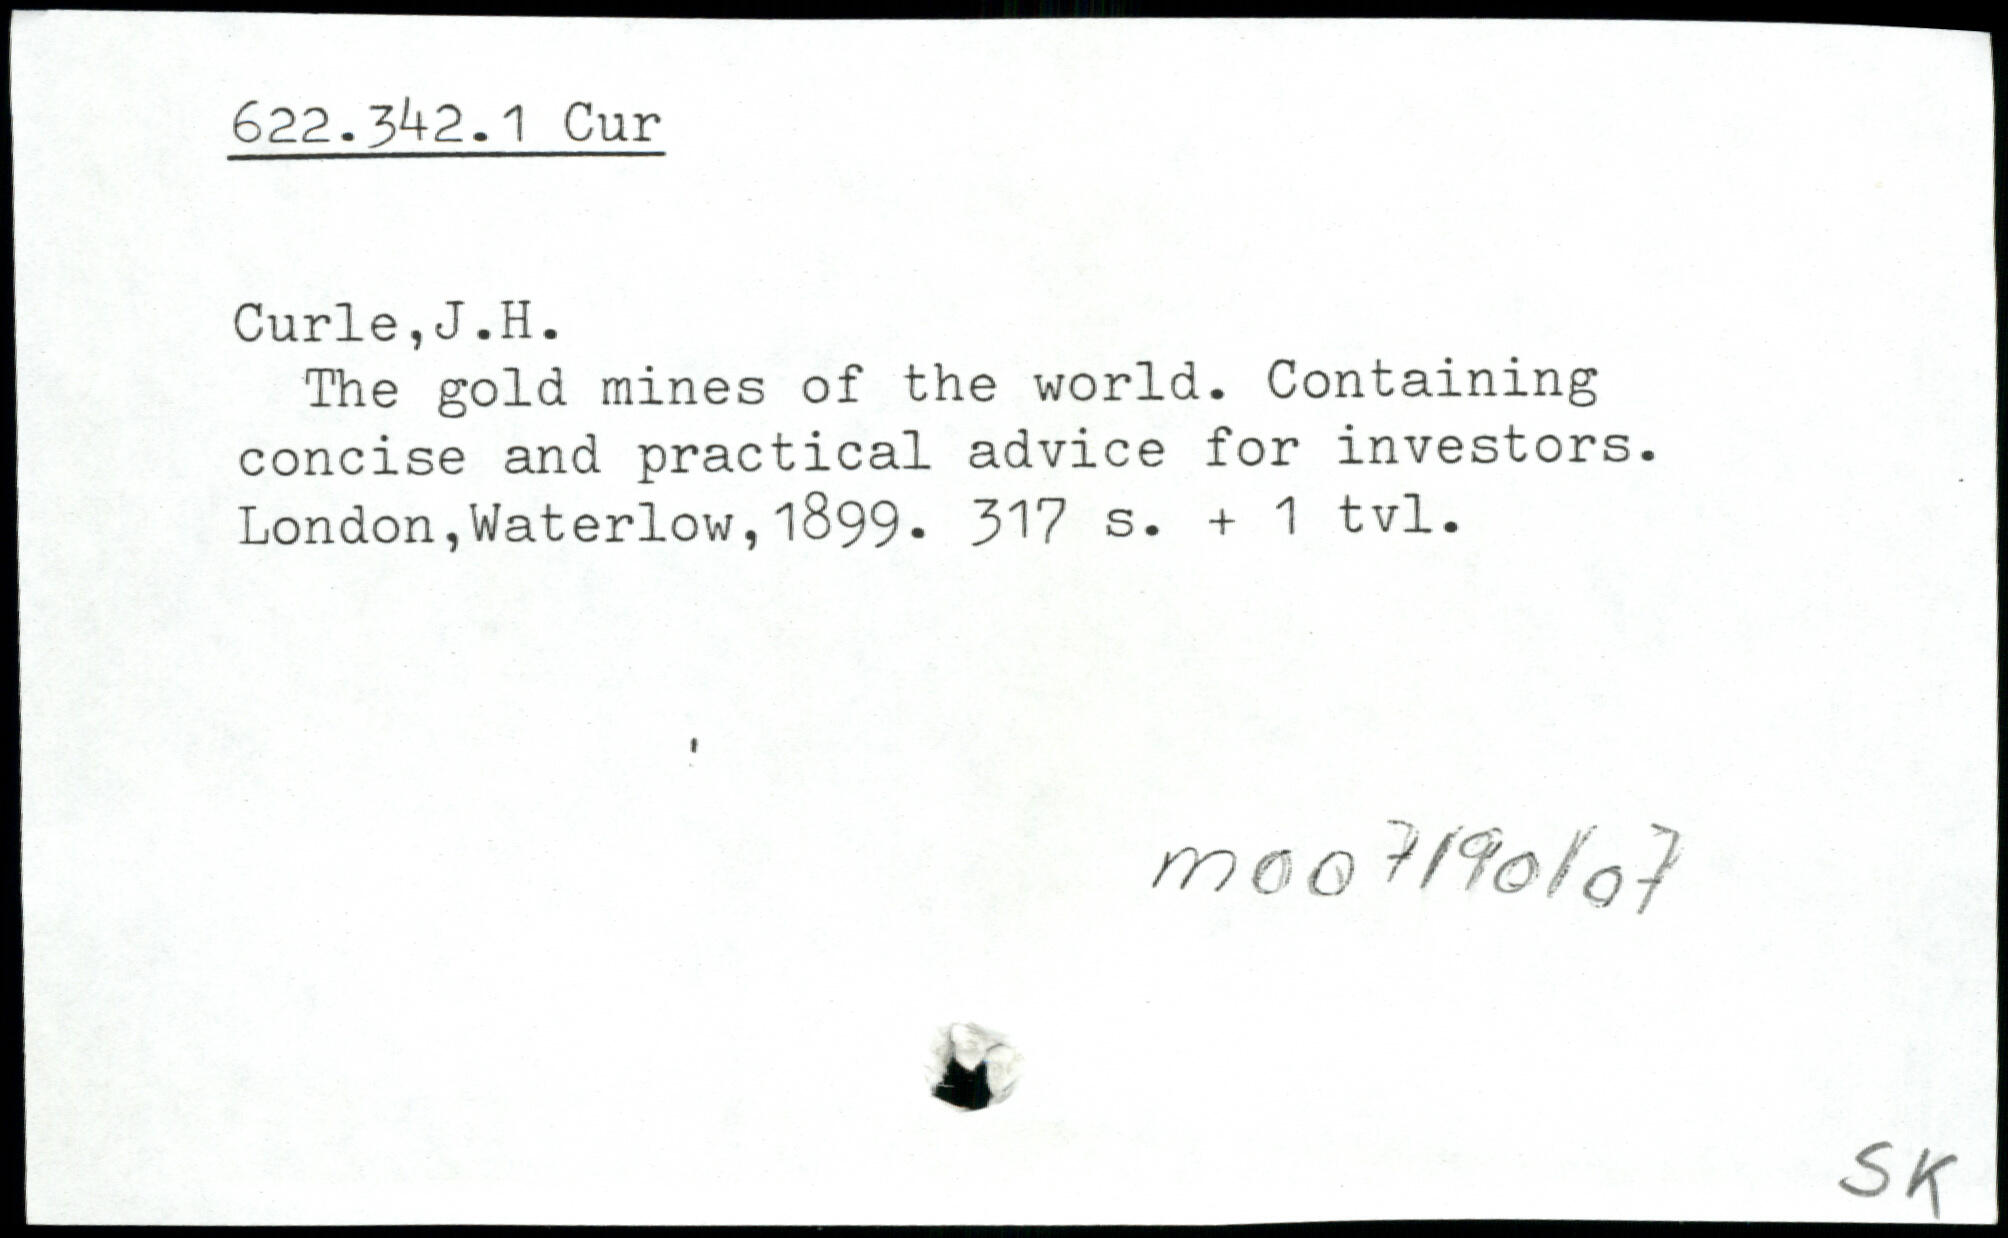 622.342.1 Cur
Curle,J.H.
The gold mines of the world. Containing
concise and practical advice for investors.
London,Waterlow,1899. 317 s. + 1 tvl.
m007190107
SK